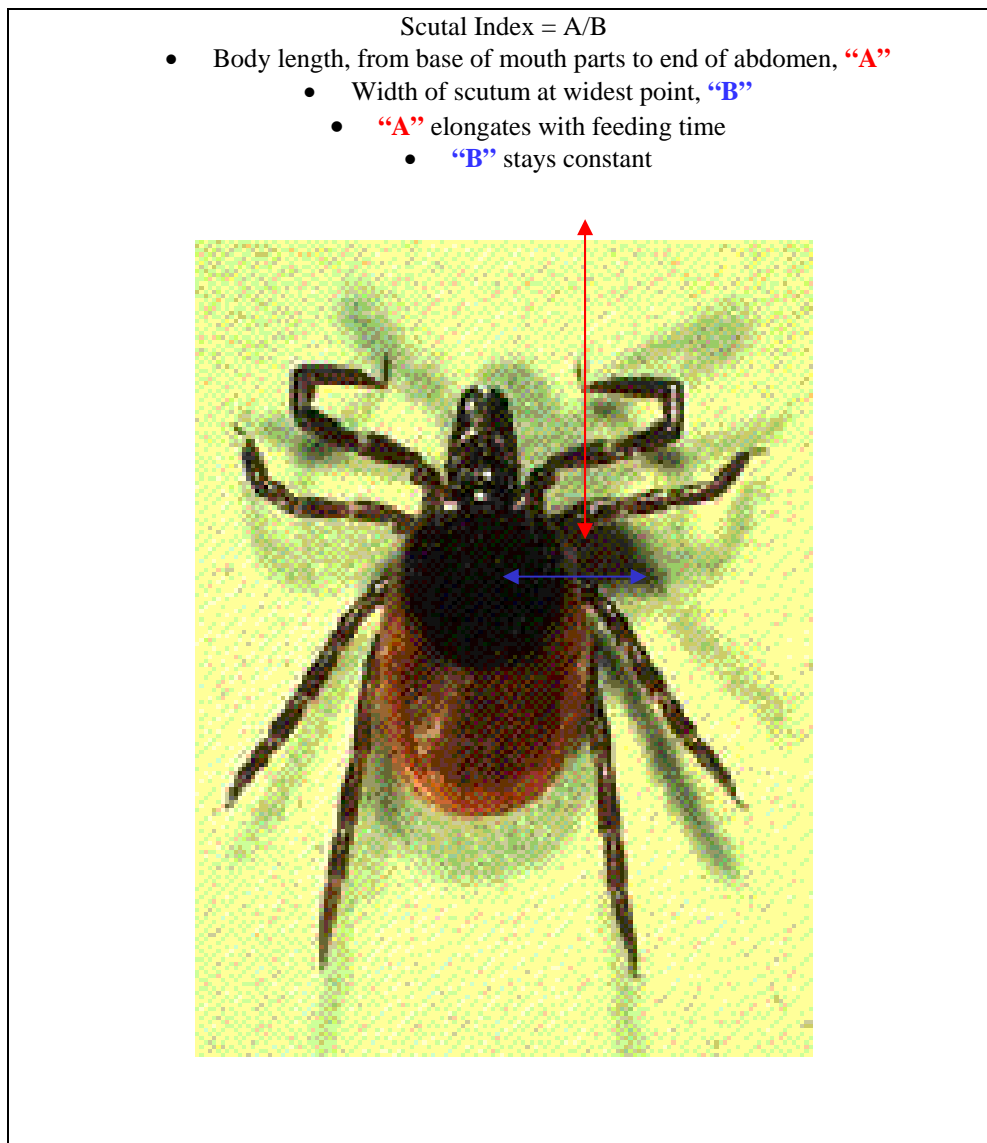 Scutal Index = A/B
• Body length, from base of mouth parts to end of abdomen, “A”
• Width of scutum at widest point, “B”
• “A” elongates with feeding time
• “B” stays constant